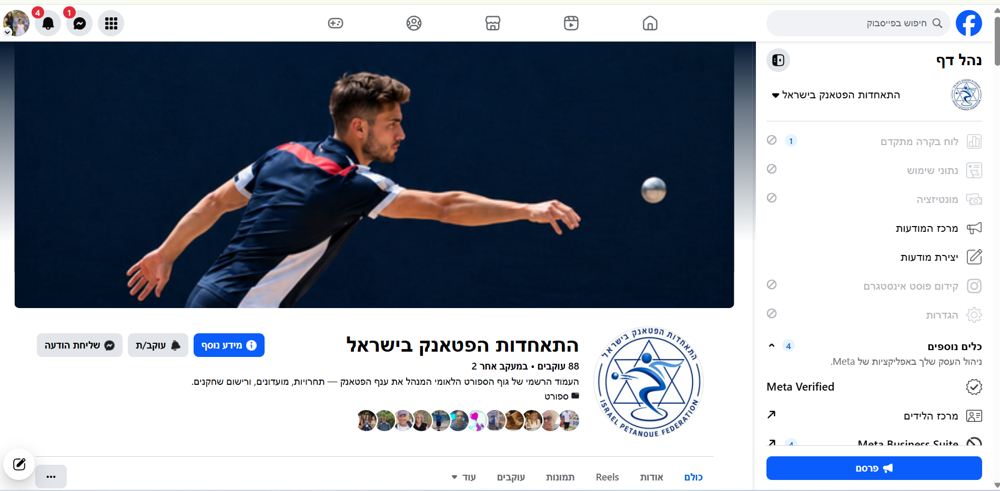 4
1
חיפוש בפייסבוק
נהל דף
התאחדות הפטאנק בישראל
לוח בקרה מתקדם
1
נתוני שימוש
מונטיזציה
מרכז המודעות
יצירת מודעות
קידום פוסט אינסטגרם
הגדרות
כלים נוספים
4
ניהול העסק שלך באפליקציות של Meta.
Meta Verified
מרכז הלידים
Meta Business Suite
4
פרסם
התאחדות הפטאנק בישראל
ISRAEL PETANQUE FEDERATION
התאחדות הפטאנק בישראל
88 עוקבים • במעקב אחר 2
העמוד הרשמי של גוף הספורט הלאומי המנהל את ענף הפטאנק — תחרויות, מועדונים, ורישום שחקנים.
ספורט
מידע נוסף
עוקב/ת
שליחת הודעה
כולם
אודות
Reels
תמונות
עוקבים
עוד